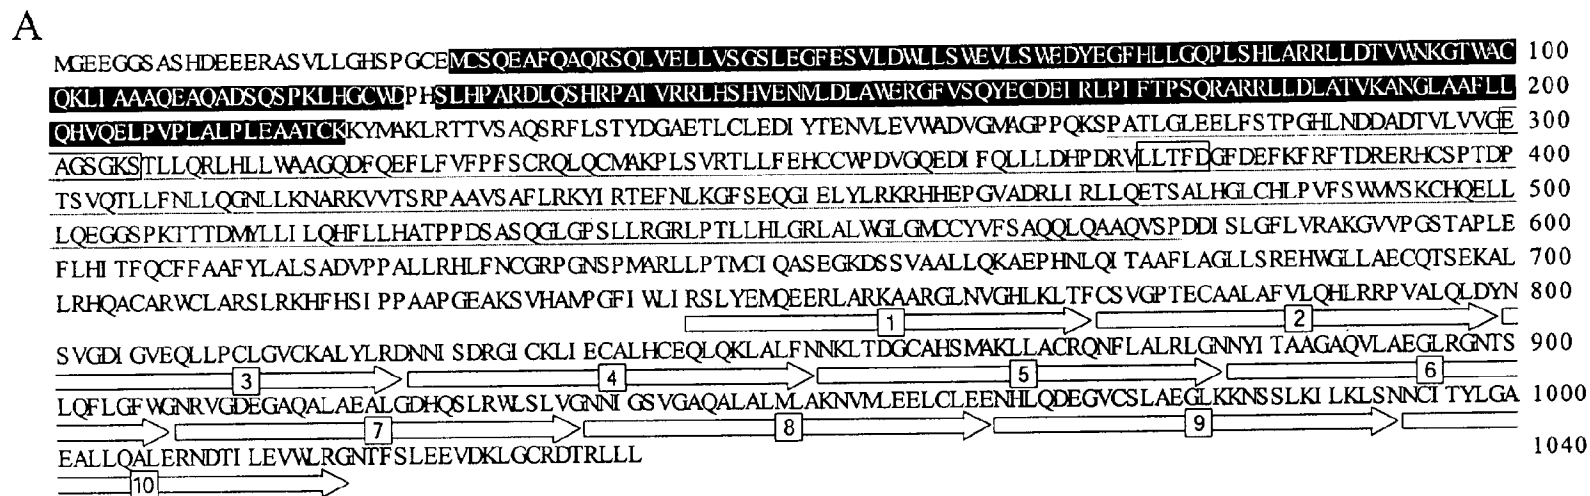 A
MGEEGGSASHDEEERASVLLGHSPGCEMCSQEAFQAQRSQLVELLVSGSLEGFESVLDWLLSWEVLSWEDYEGFHLLGQPLSHLARRLLDTVWNKGTWAC 100
QKLIAAAQEAQADSQSPKLHGCWDPHSLHPARDLQSHRPAIVRRLHSHVENMLDLAWERGFVSQYECDEIRLPIFTPSQRARRLLDLATVKANGLAAFLL 200
QHVQELPVPLALPLEAATCKKYMAKLRTTVSAQSRFLSTYDGAETLCLEDIYTENVLEVWADVGMAGPPQKSPATLGLEELFSTPGHLNDDADTVLVVGE 300
AGSGKSTLLQRLHLLWAAGQDFQEFLFVFPFSCRQLQCMAKPLSVRTLLFEHCCWPDVGQEDIFQLLLDHPDRVLLTFDGFDEFKFRFTDRERHCSPTDP 400
TSVQTLLFNLLQGNLLKNARKVVTSRPAAVSAFLRKYIRTEFNLKGFSEQGIELYLRKRHHEPGVADRLIRLLQETSALHGLCHLPVFSWMVSKCHQELL 500
LQEGGSPKTTTDMYLLILQHFLLHATPPDSASQGLGPSLLRGRLPTLLHLGRLALWGLGMCCYVFSAQQLQAAQVSPDDISLGFLVRAKGVVPGSTAPLE 600
FLHITFQCFFAAFYLALSADVPPALLRHLFNCGRPGNSPMARLLPTMCIQASEGKDSSVAALLQKAEPHNLQITAAFLAGLLSREHWGLLAECQTSEKAL 700
LRHQACARWCLARSLRKHFHSIPPAAPGEAKSVHAMPGFIWLIRSLYEMQEERLARKAARGLNVGHLKLTFCSVGPTECAALAFVLQHLRRPVALQLDYN 800
1 2
SVGDIGVEQLLPCLGVCKALYLRDNNISDRGICKLIECALHCEQLQKLALFNNKLTDGCAHSMAKLLACRQNFLALRLGNNYITAAGAQVLAEGLRGNTS 900
3 4 5 6
LQFLGFWGNRVGDEGAQALAEALGDHQSLRWLSLVGNNIGSVGAQALALMLAKNVMLEELCLEENHLQDEGVCSLAEGLKKNSSLKILKLSNNCITYLGA 1000
7 8 9
EALLQALERNDTILEVWLRGNTFSLEEVDKLGCRDTRLLL 1040
10